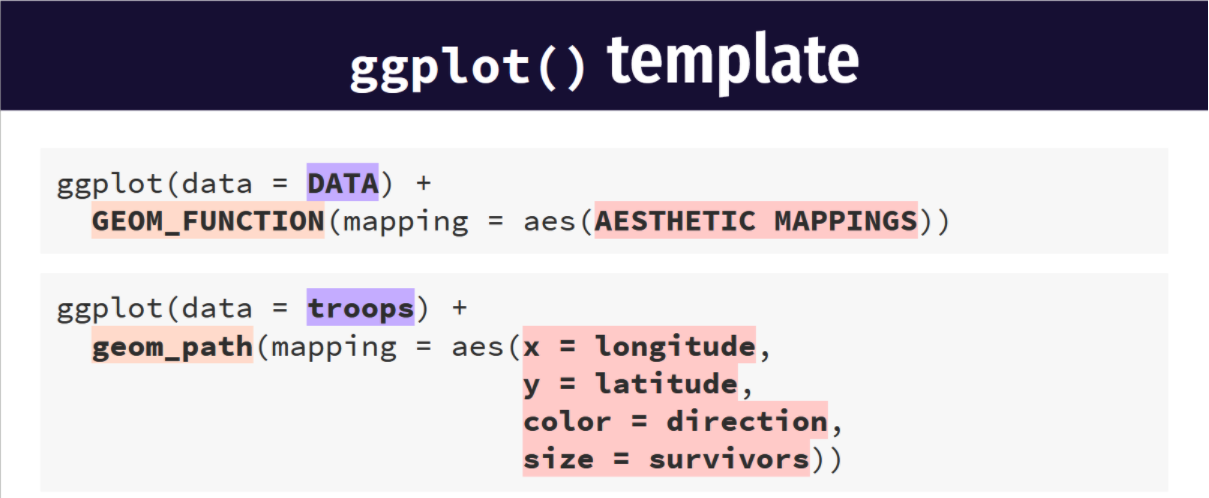 ggplot() template
ggplot(data = DATA) +
  GEOM_FUNCTION(mapping = aes(AESTHETIC MAPPINGS))
ggplot(data = troops) +
  geom_path(mapping = aes(x = longitude,
                          y = latitude,
                          color = direction,
                          size = survivors))